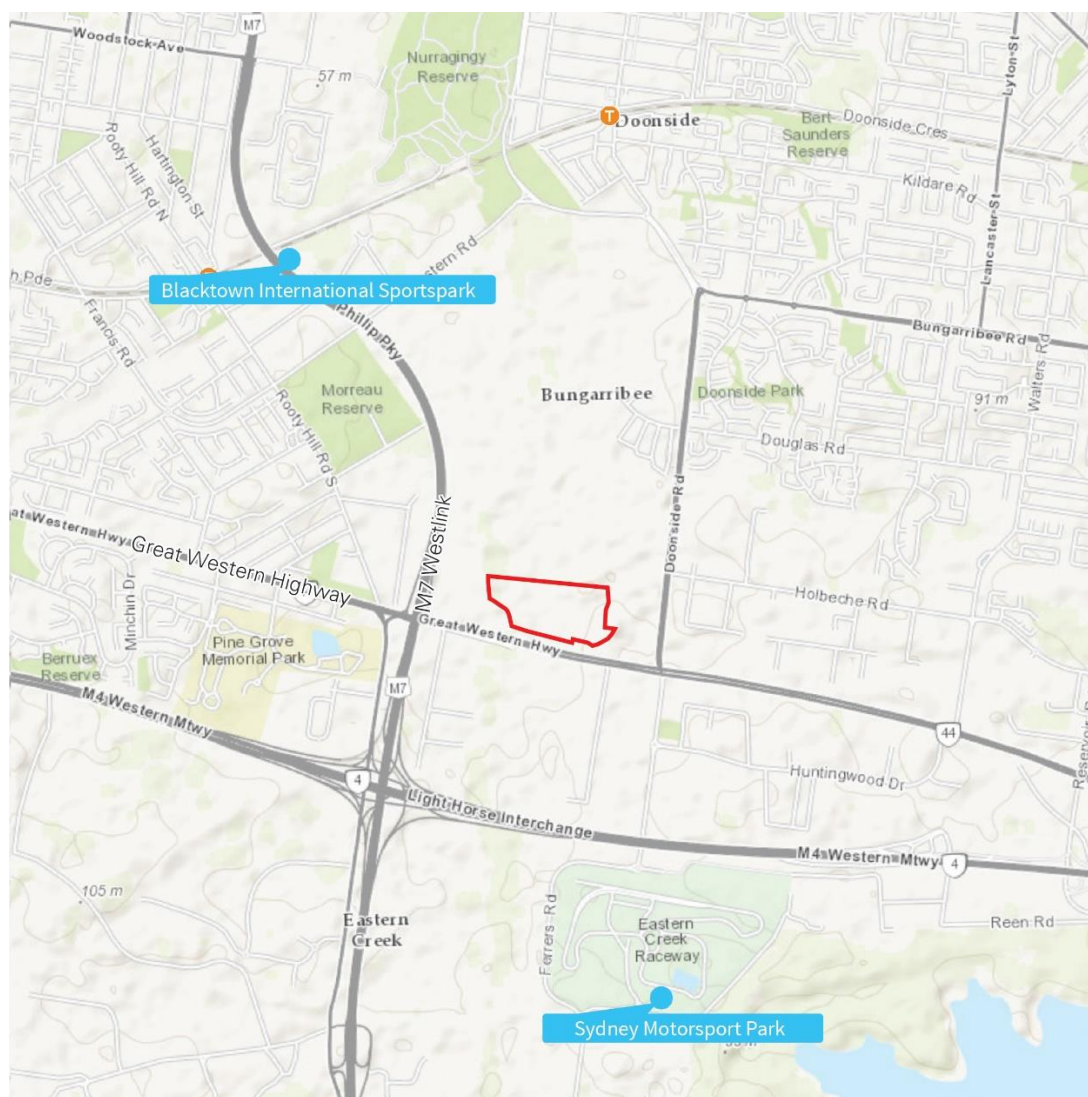 M7
Woodstock Ave
57 m
Nurragingy
Reserve
Lyton St
T
Doonside
Bert
Saunders
Reserve
Doonside Cres
Rooty Hill Rd N
Hartington St
Kildare Rd
Lancaster St
Blacktown International Sportspark
Phillip Pky
Francis Rd
Bungarribee Rd
Walters Rd
Morreau
Reserve
Bungarribee
Doonside Park
91 m
Rooty Hill Rd S
Douglas Rd
Doonside Rd
M7 Westlink
Great Western Highway
Minchin Dr
Great Western Hwy
Holbeche Rd
Pine Grove
Memorial Park
Berruex
Reserve
M7
M4 Western Mtwy
44
4
Huntingwood Dr
Light Horse Interchange
M4 Western Mtwy
4
105 m
Eastern
Creek
Ferrers Rd
Eastern
Creek
Raceway
Reen Rd
Sydney Motorsport Park